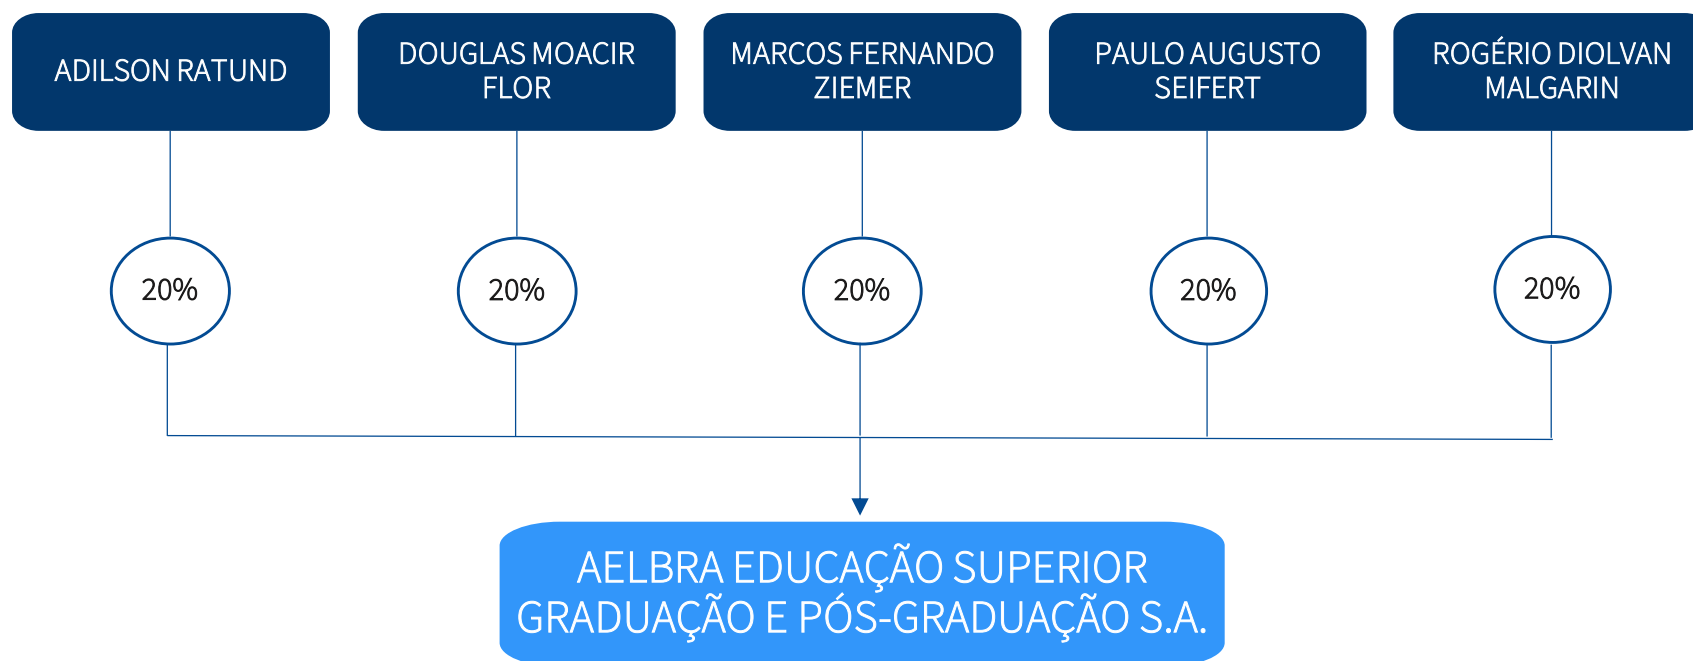 ADILSON RATUND
DOUGLAS MOACIR
FLOR
MARCOS FERNANDO
ZIEMER
PAULO AUGUSTO
SEIFERT
ROGÉRIO DIOLVAN
MALGARIN
20%
20%
20%
20%
20%
AELBRA EDUCAÇÃO SUPERIOR
GRADUAÇÃO E PÓS-GRADUAÇÃO S.A.